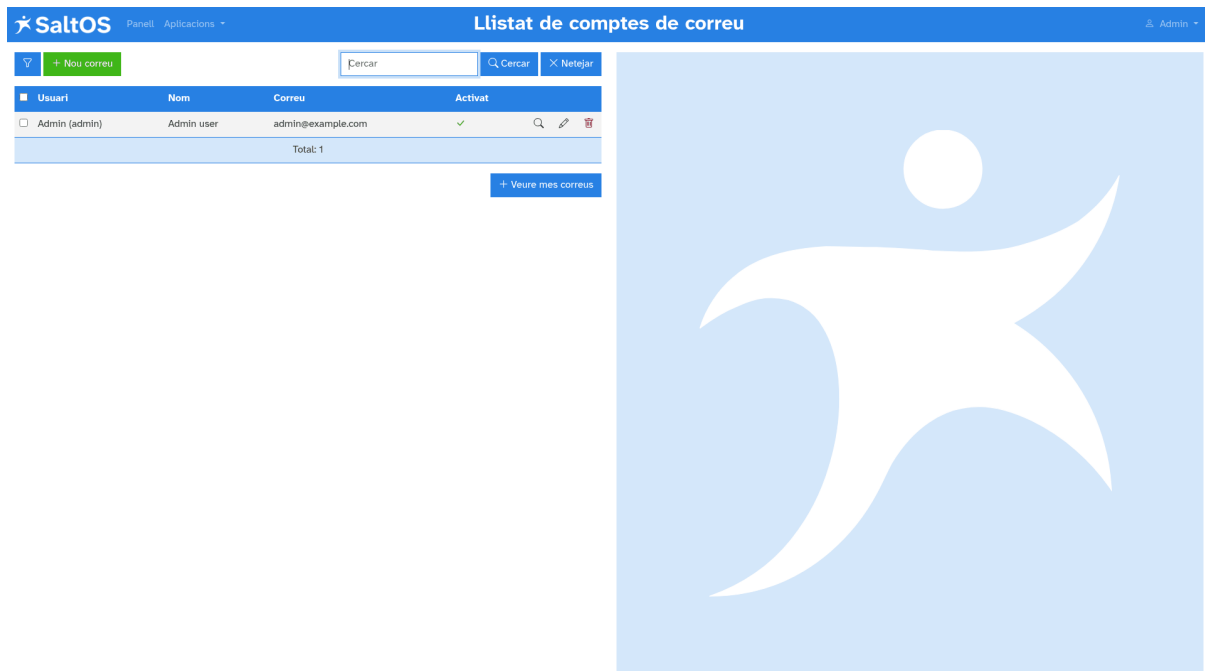 SaltOS Panell Aplicacions Llistat de comptes de correu Admin
+ Nou correu Cercar Cercar Netejar
Usuari Nom Correu Activat
Admin (admin) Admin user admin@example.com
Total: 1
+ Veure mes correus